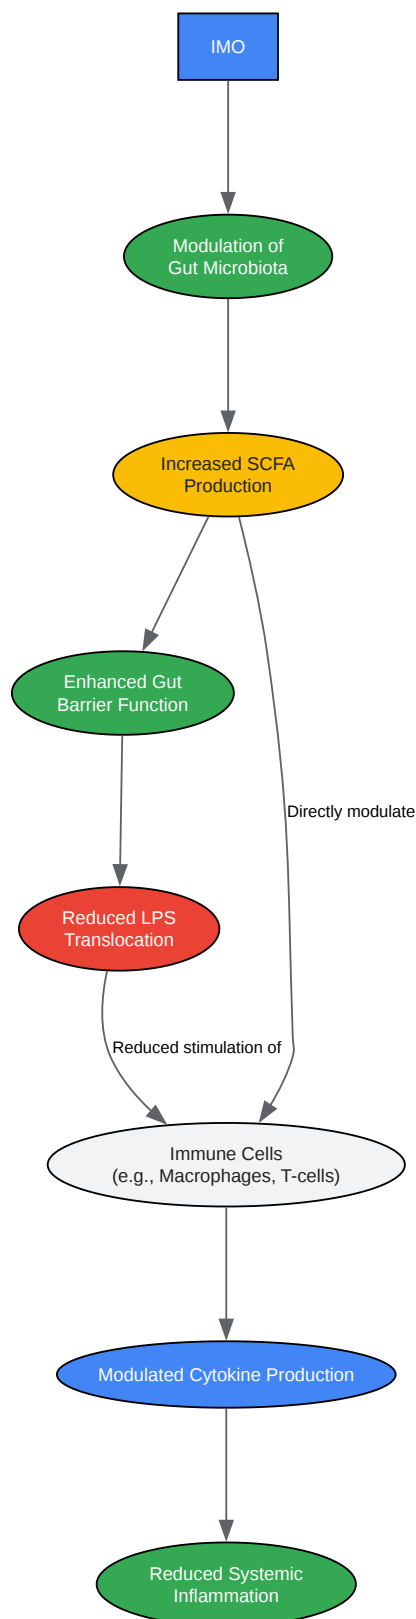 IMO
Modulation of
Gut Microbiota
Increased SCFA
Production
Enhanced Gut
Barrier Function
Directly modulate
Reduced LPS
Translocation
Reduced stimulation of
Immune Cells
(e.g., Macrophages, T-cells)
Modulated Cytokine Production
Reduced Systemic
Inflammation